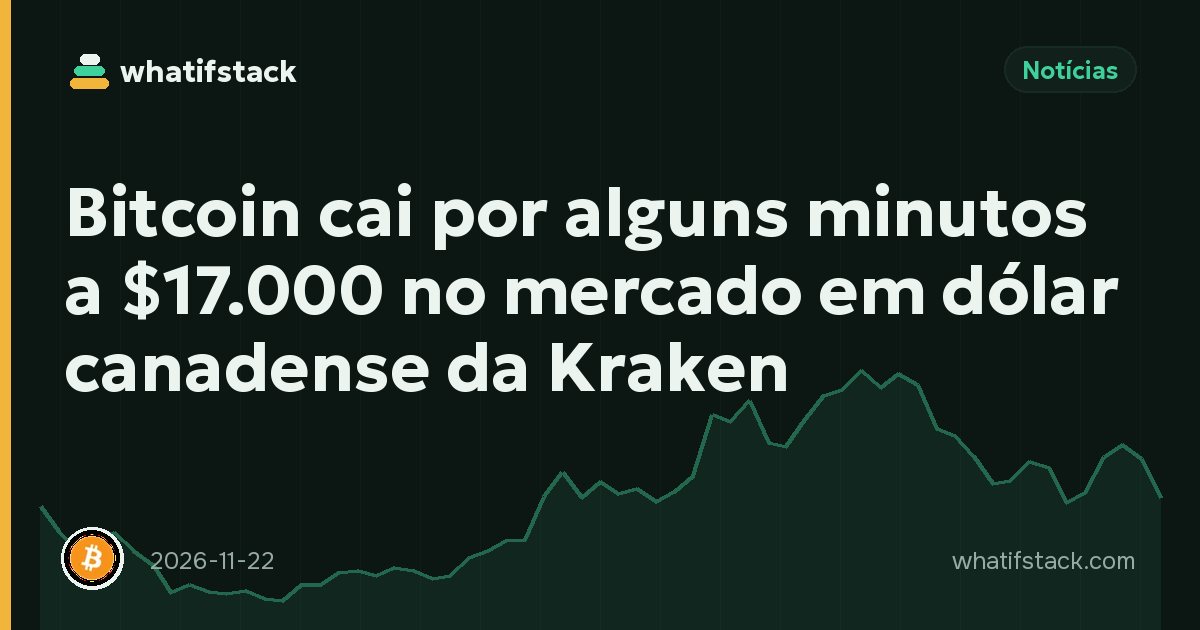 whatifstack
Notícias
Bitcoin cai por alguns minutos
a $17.000 no mercado em dólar
canadense da Kraken
2026-11-22
whatifstack.com